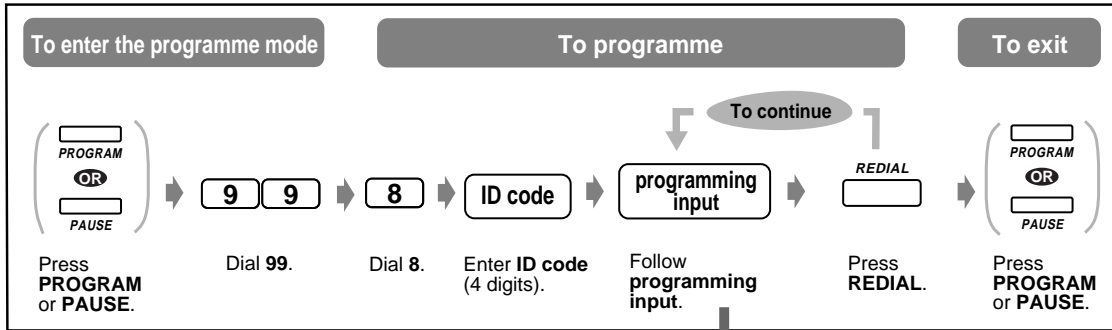 To enter the programme mode
To programme
To exit
To continue
PROGRAM
OR
PAUSE
9 9
8
ID code
programming
input
REDIAL
PROGRAM
OR
PAUSE
Press
PROGRAM
or PAUSE.
Dial 99.
Dial 8.
Enter ID code
(4 digits).
Follow
programming
input.
Press
REDIAL.
Press
PROGRAM
or PAUSE.